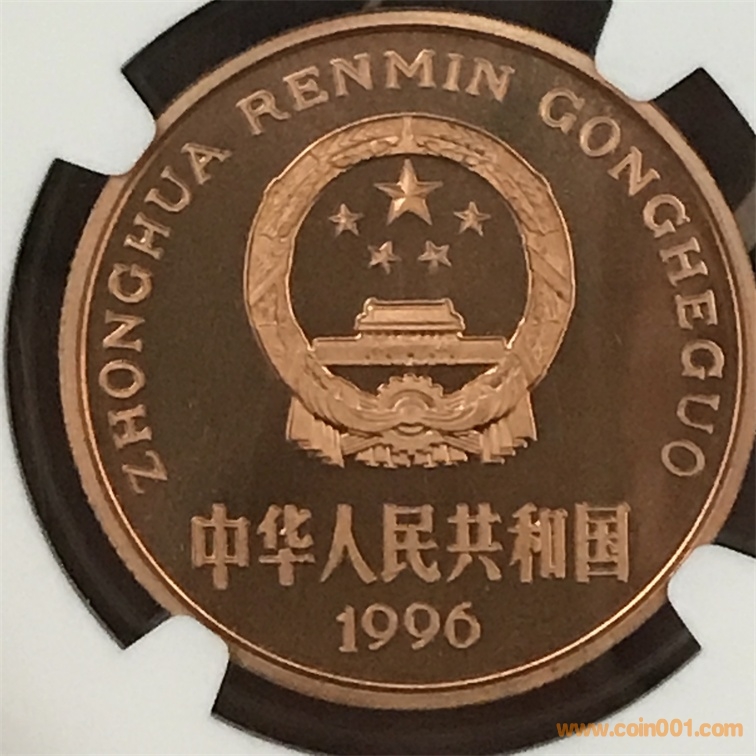 ZHONGHUA RENMIN GONGHEGUO
中华人民共和国
1996
www.coin001.com